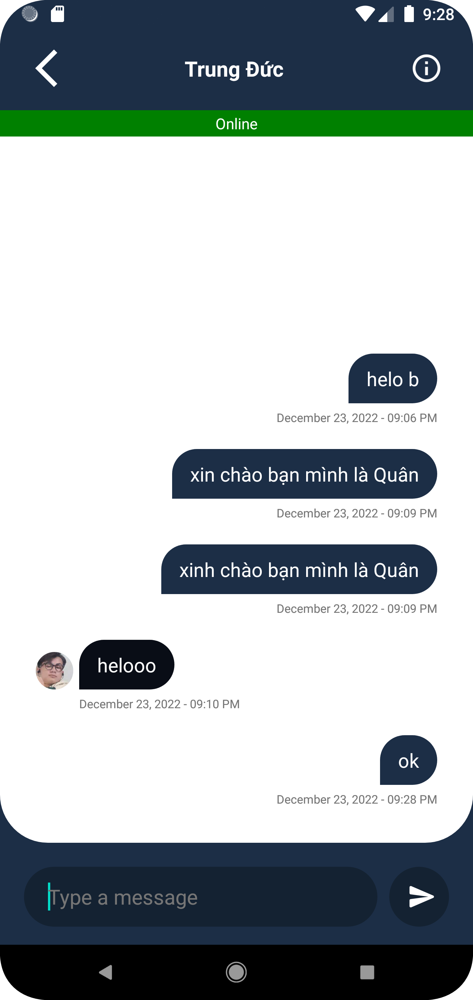 9:28
Trung Đức
Online
helo b
December 23, 2022 - 09:06 PM
xin chào bạn mình là Quân
December 23, 2022 - 09:09 PM
xinh chào bạn mình là Quân
December 23, 2022 - 09:09 PM
helooo
December 23, 2022 - 09:10 PM
ok
December 23, 2022 - 09:28 PM
Type a message